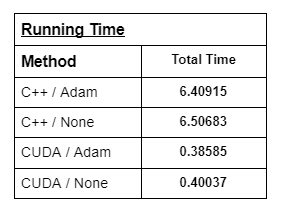 Running Time
Method Total Time
C++ / Adam 6.40915
C++ / None 6.50683
CUDA / Adam 0.38585
CUDA / None 0.40037